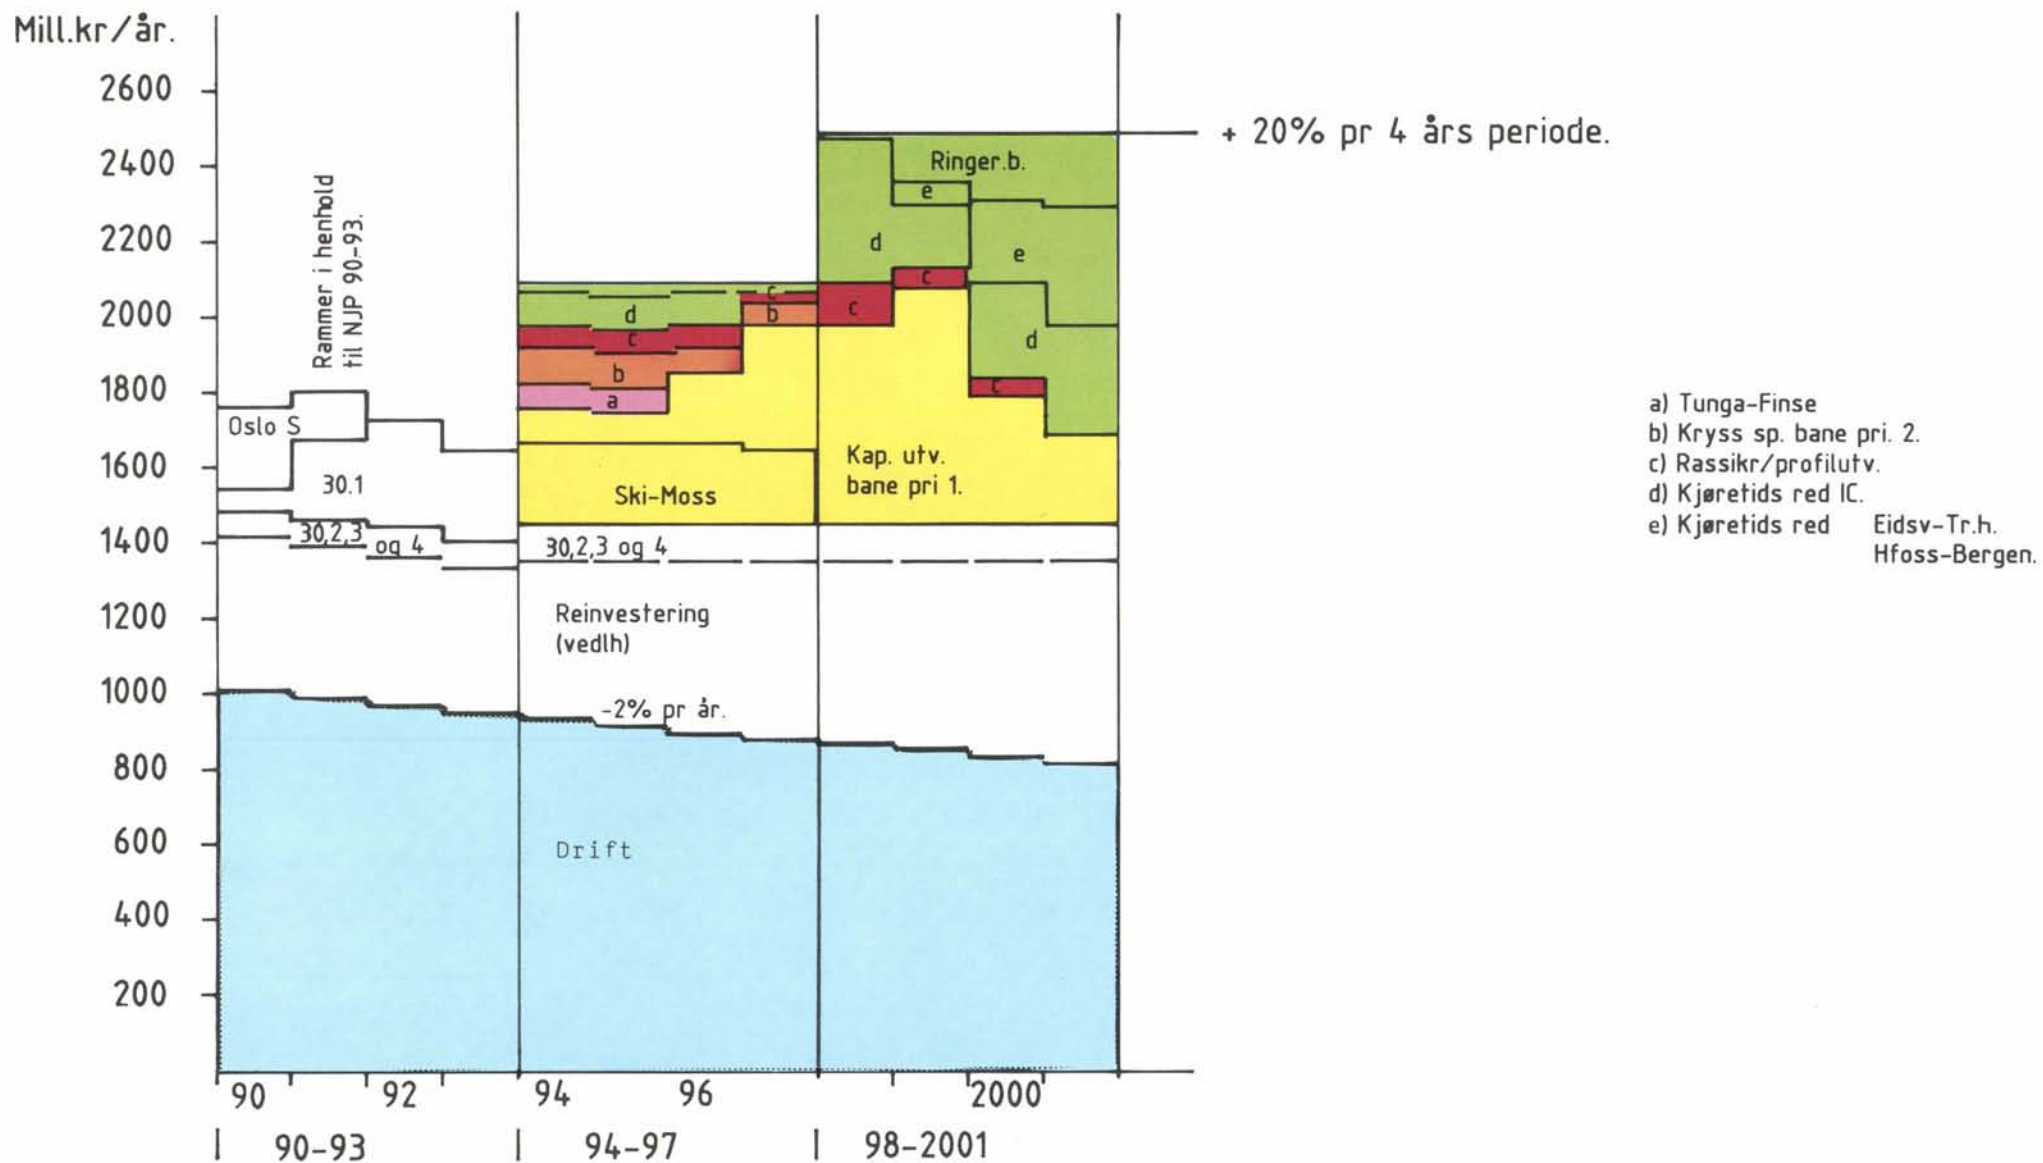 Mill.kr/år.
2600
2400
2200
2000
1800
1600
1400
1200
1000
800
600
400
200
Rammer i henhold
til NJP 90-93.
Oslo S
30.1
30,2,3
og 4
+ 20% pr 4 års periode.
Ringer.b.
e
d
c
e
c
d
c
c
d
b
c
b
a
Ski-Moss
Kap. utv.
bane pri 1.
30,2,3 og 4
Reinvestering
(vedlh)
-2% pr år.
Drift
a) Tunga-Finse
b) Kryss sp. bane pri. 2.
c) Rassikr/profilutv.
d) Kjøretids red IC.
e) Kjøretids red Eidsv-Tr.h.
Hfoss-Bergen.
90 92 94 96 2000
90-93 94-97 98-2001